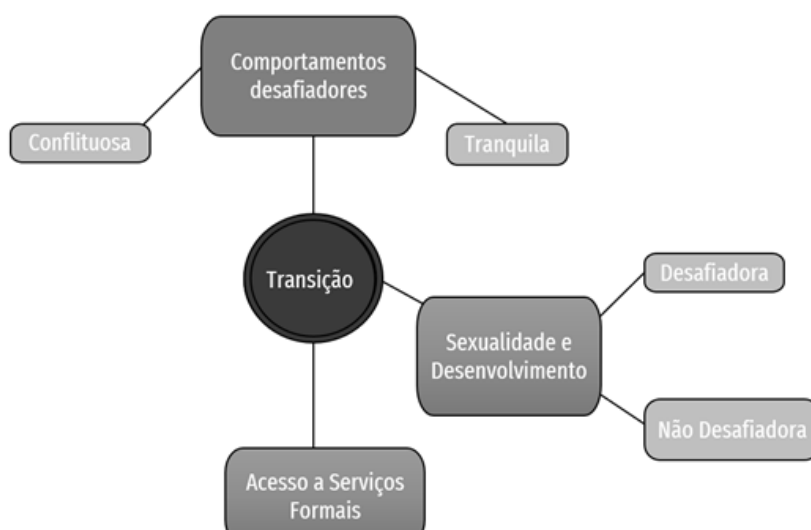 Comportamentos
desafiadores
Conflituosa
Tranquila
Transição
Desafiadora
Sexualidade e
Desenvolvimento
Não Desafiadora
Acesso a Serviços
Formais